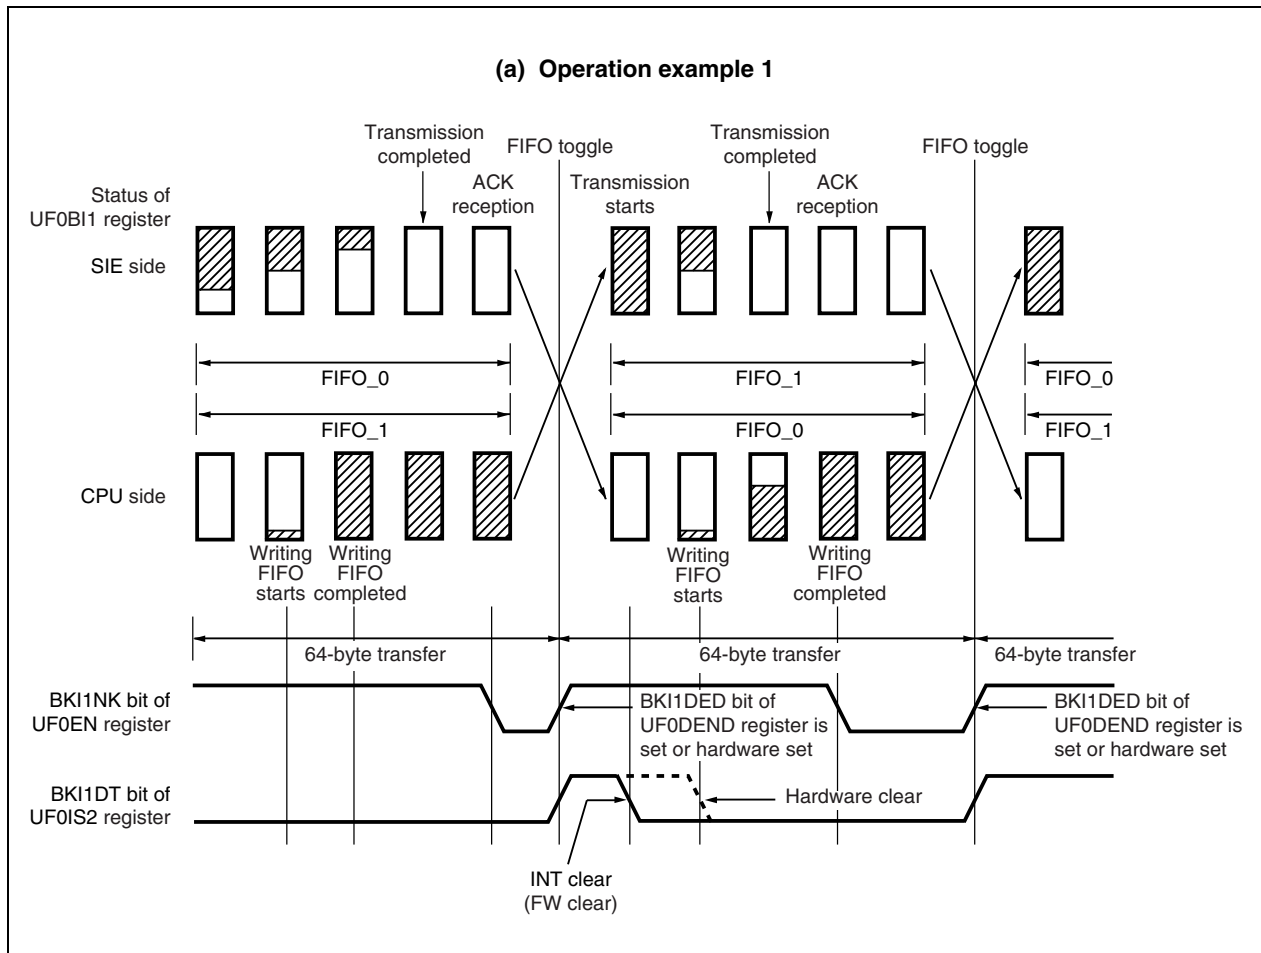 (a) Operation example 1
Transmission
completed
FIFO toggle
Transmission
completed
FIFO toggle
Status of
UF0BI1 register
ACK
reception
Transmission
starts
ACK
reception
SIE side
FIFO_0
FIFO_1
FIFO_0
FIFO_1
FIFO_0
FIFO_1
CPU side
Writing
FIFO
starts
Writing
FIFO
completed
Writing
FIFO
starts
Writing
FIFO
completed
64-byte transfer
64-byte transfer
64-byte transfer
BKI1NK bit of
UF0EN register
BKI1DED bit of
UF0DEND register is
set or hardware set
BKI1DED bit of
UF0DEND register is
set or hardware set
BKI1DT bit of
UF0IS2 register
Hardware clear
INT clear
(FW clear)